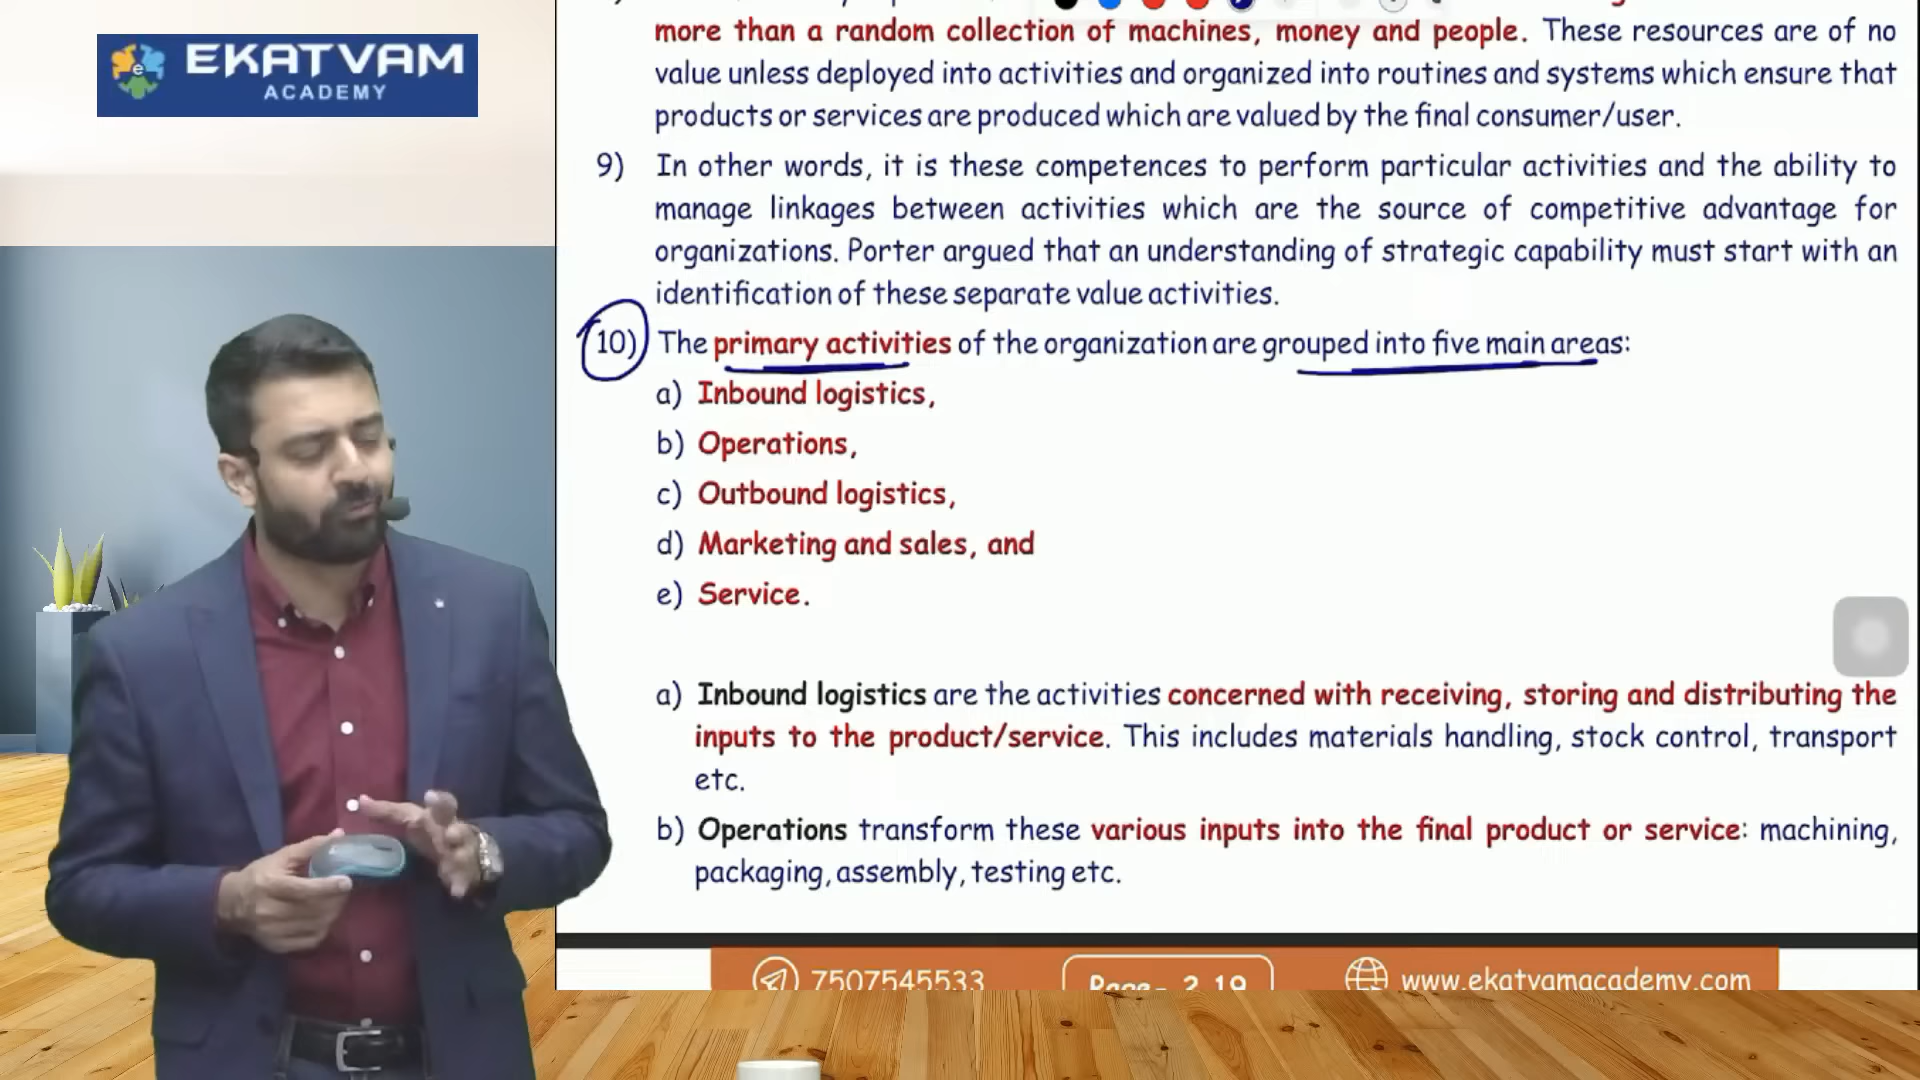 EKATVAM
ACADEMY
more than a random collection of machines, money and people. These resources are of no
value unless deployed into activities and organized into routines and systems which ensure that
products or services are produced which are valued by the final consumer/user.
9) In other words, it is these competences to perform particular activities and the ability to
manage linkages between activities which are the source of competitive advantage for
organizations. Porter argued that an understanding of strategic capability must start with an
identification of these separate value activities.
10) The primary activities of the organization are grouped into five main areas:
a) Inbound logistics,
b) Operations,
c) Outbound logistics,
d) Marketing and sales, and
e) Service.
a) Inbound logistics are the activities concerned with receiving, storing and distributing the
inputs to the product/service. This includes materials handling, stock control, transport
etc.
b) Operations transform these various inputs into the final product or service: machining,
packaging, assembly, testing etc.
7507545533
Page- 2.19
www.ekatvamacademy.com